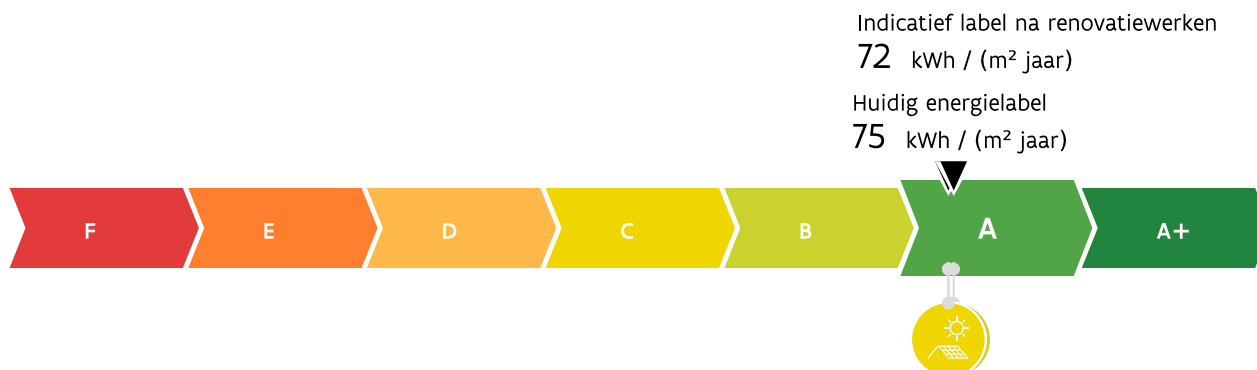 Indicatief label na renovatiewerken
72 kWh / (m² jaar)
Huidig energielabel
75 kWh / (m² jaar)
F E D C B A A+